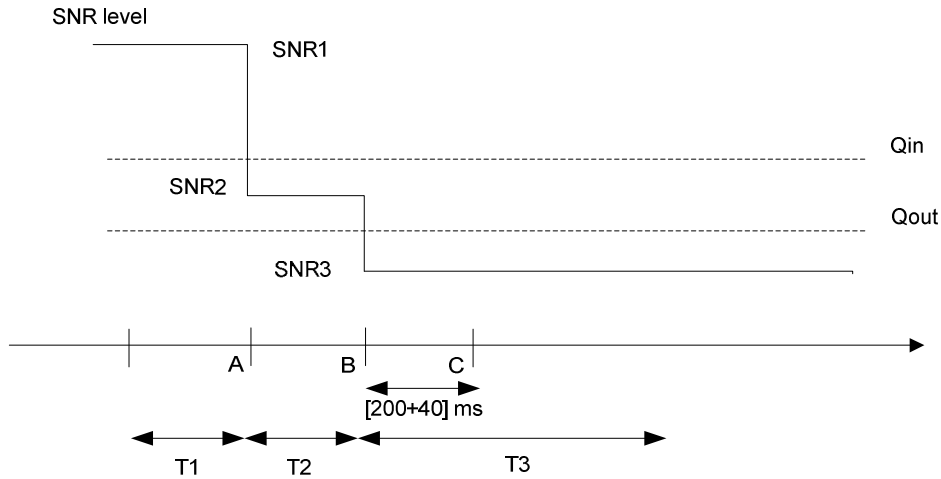 SNR level
SNR1
Qin
SNR2
Qout
SNR3
A
B
C
[200+40] ms
T1
T2
T3